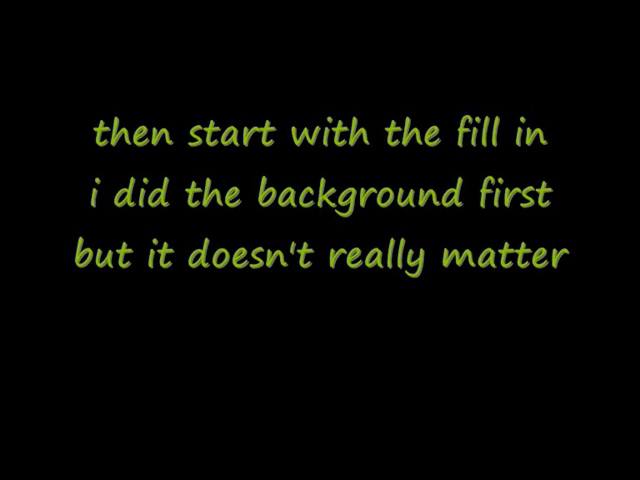 then start with the fill in
i did the background first
but it doesn't really matter